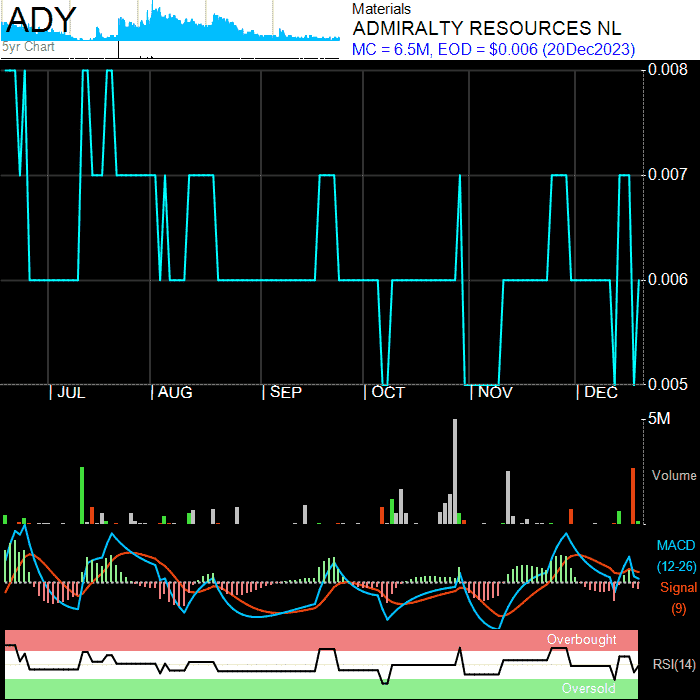 ADY
5yr Chart
Materials
ADMIRALTY RESOURCES NL
MC = 6.5M, EOD = $0.006 (20Dec2023)
0.008
0.007
0.006
0.005
JUL AUG SEP OCT NOV DEC
5M
Volume
MACD
(12-26)
Signal
(9)
Overbought
RSI(14)
Oversold